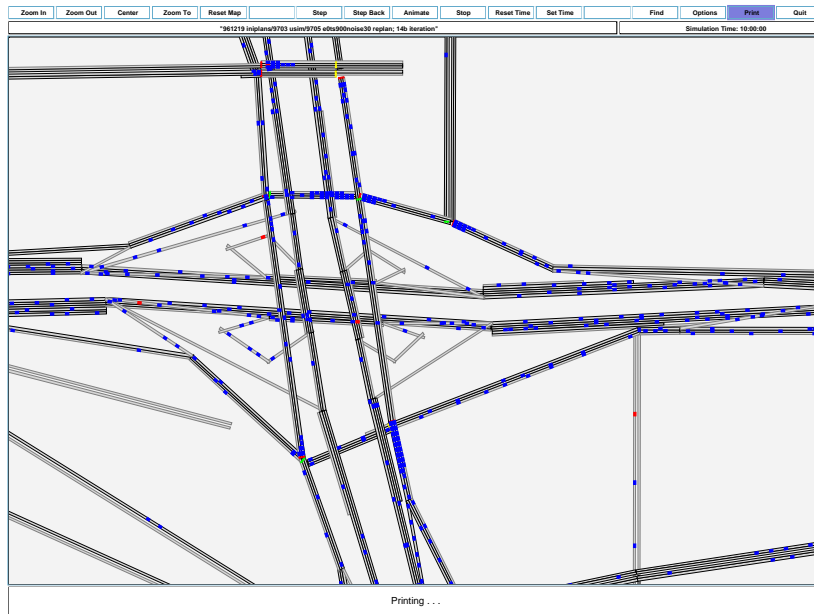 Zoom In Zoom Out Center Zoom To Reset Map Step Step Back Animate Stop Reset Time Set Time Find Options Print Quit
"961219 iniplans/9703 usim/9705 e0ts900noise30 replan; 14b iteration" Simulation Time: 10:00:00
Printing . . .